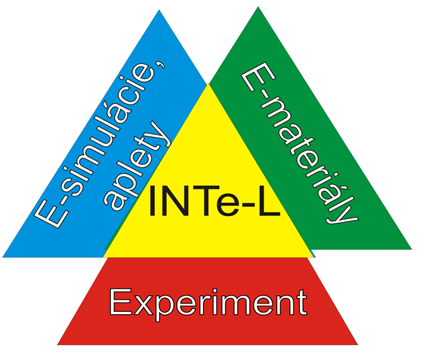 E-simulácie,
aplety
E-materiály
INTe-L
Experiment